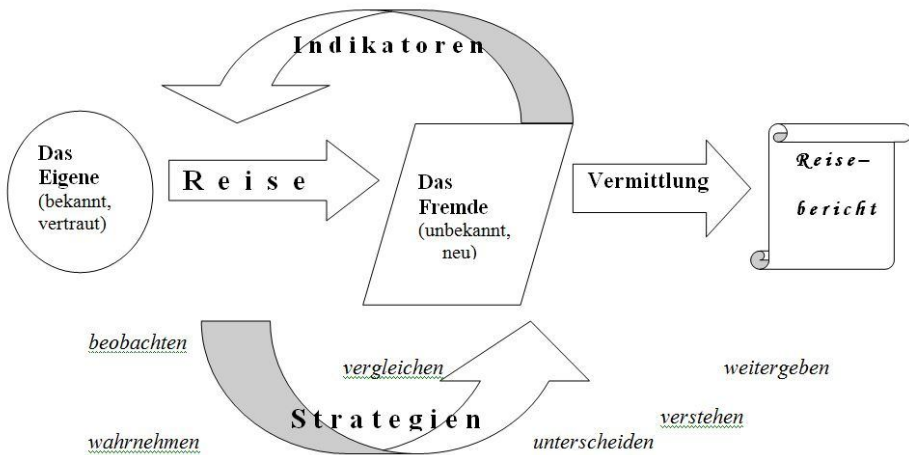 Indikatoren
Das
Eigene
(bekannt,
vertraut)
Reise
Das
Fremde
(unbekannt,
neu)
Vermittlung
Reise-
bericht
beobachten
vergleichen
weitergeben
Strategien
verstehen
wahrnehmen
unterscheiden